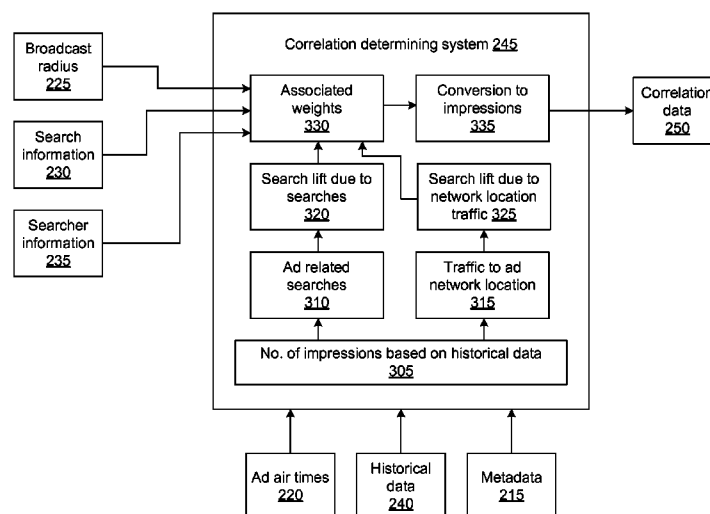 Correlation determining system 245
Broadcast
radius
225
Search
information
230
Searcher
information
235
Associated
weights
330
Conversion to
impressions
335
Correlation
data
250
Search lift due to
searches
320
Search lift due to
network location
traffic 325
Ad related
searches
310
Traffic to ad
network location
315
No. of impressions based on historical data
305
Ad air times
220
Historical
data
240
Metadata
215